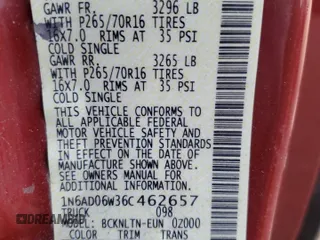 GAWR FR. 3296 LB
WITH P265/70R16 TIRES
16X7.0 RIMS AT 35 PSI
COLD SINGLE
GAWR RR. 3265 LB
WITH P265/70R16 TIRES
16X7.0 RIMS AT 35 PSI
COLD SINGLE
THIS VEHICLE CONFORMS TO ALL
APPLICABLE FEDERAL
MOTOR VEHICLE SAFETY AND
THEFT PREVENTION STANDARDS
IN EFFECT ON THE DATE OF
MANUFACTURE SHOWN ABOVE.
SEE OWNERS MANUAL FOR
ADDITIONAL INFORMATION
1N6AD06W36C462657
TRUCK 098
MODEL: BCKNLTN-EUN 0Z000
COLOR TRIM TRANS